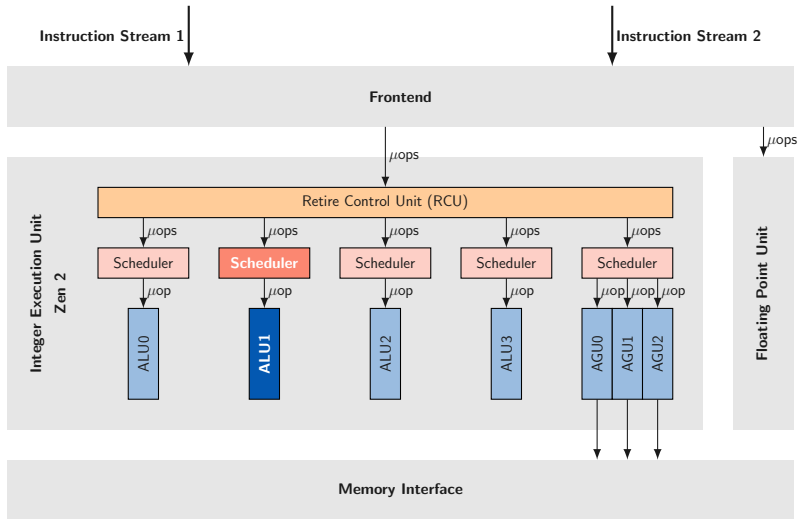 Instruction Stream 1
Instruction Stream 2
Frontend
μops
μops
Integer Execution Unit
Zen 2
Retire Control Unit (RCU)
μops
μops
μops
μops
μops
Scheduler
Scheduler
Scheduler
Scheduler
Scheduler
μop
μop
μop
μop
μop
μop
μop
ALU0
ALU1
ALU2
ALU3
AGU0
AGU1
AGU2
Floating Point Unit
Memory Interface